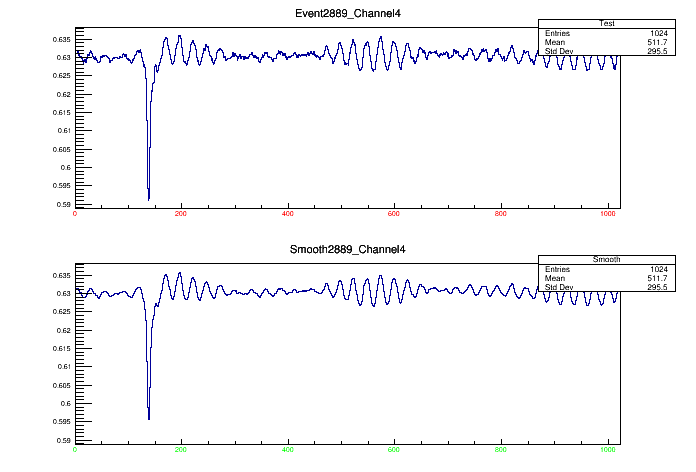 Event2889_Channel4
Test
Entries 1024
Mean 511.7
Std Dev 295.5
0.635
0.63
0.625
0.62
0.615
0.61
0.605
0.6
0.595
0.59
0 200 400 600 800 1000
Smooth2889_Channel4
Smooth
Entries 1024
Mean 511.7
Std Dev 295.5
0.635
0.63
0.625
0.62
0.615
0.61
0.605
0.6
0.595
0.59
0 200 400 600 800 1000